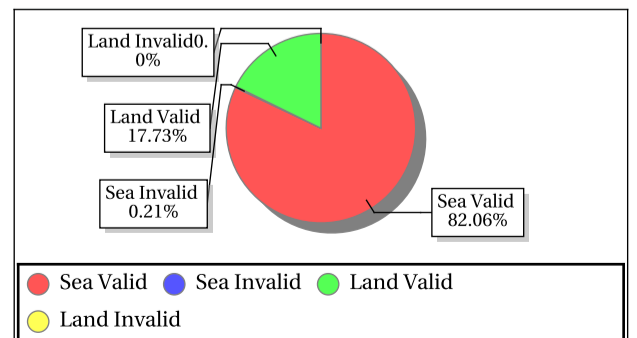 Land Invalid0.
0%
Land Valid
17.73%
Sea Invalid
0.21%
Sea Valid
82.06%
Sea Valid
Sea Invalid
Land Valid
Land Invalid